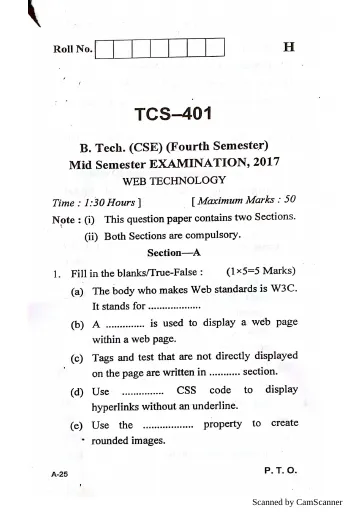 Roll No.
H
TCS–401
B. Tech. (CSE) (Fourth Semester)
Mid Semester EXAMINATION, 2017
WEB TECHNOLOGY
Time : 1:30 Hours ] [ Maximum Marks : 50
Note : (i) This question paper contains two Sections.
(ii) Both Sections are compulsory.
Section—A
1. Fill in the blanks/True-False : (1×5=5 Marks)
(a) The body who makes Web standards is W3C.
It stands for ...................
(b) A .............. is used to display a web page
within a web page.
(c) Tags and test that are not directly displayed
on the page are written in ........... section.
(d) Use ............... CSS code to display
hyperlinks without an underline.
(e) Use the .................. property to create
rounded images.
A-25
P. T. O.
Scanned by CamScanner